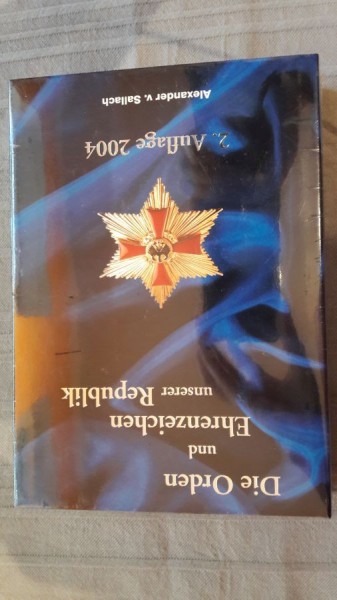 Die Orden
und
Ehrenzeichen
unserer Republik
2. Auflage 2004
Alexander v. Sallach